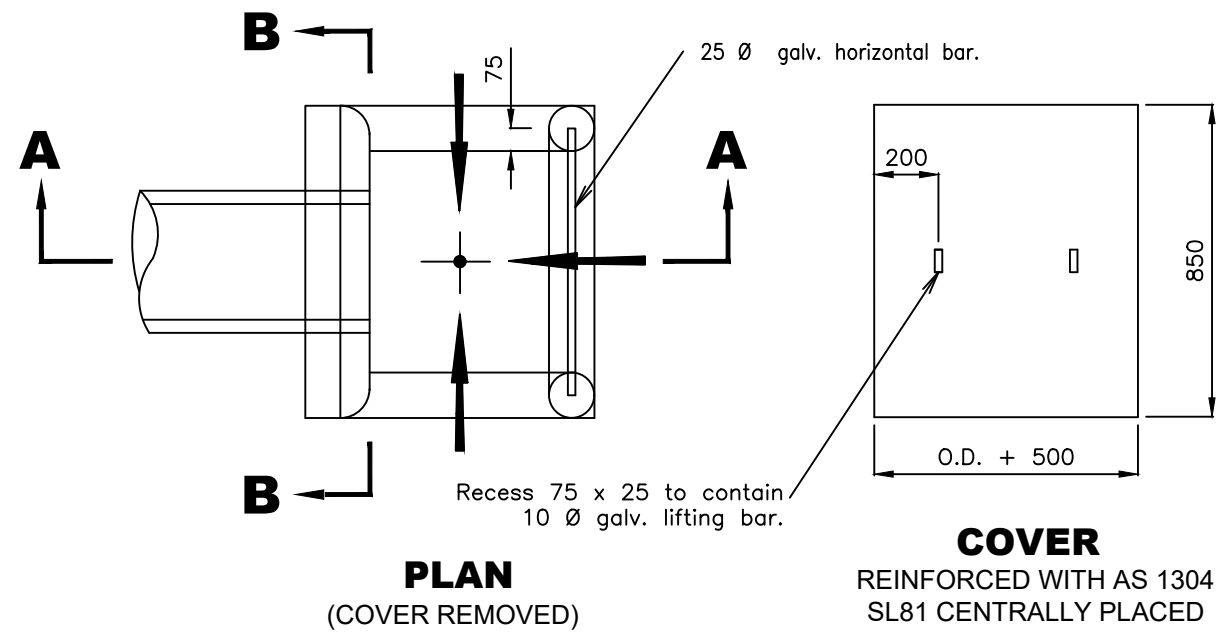 B
75
25 Ø galv. horizontal bar.
A
A
200
850
B
O.D. + 500
Recess 75 x 25 to contain
10 Ø galv. lifting bar.
PLAN
(COVER REMOVED)
COVER
REINFORCED WITH AS 1304
SL81 CENTRALLY PLACED